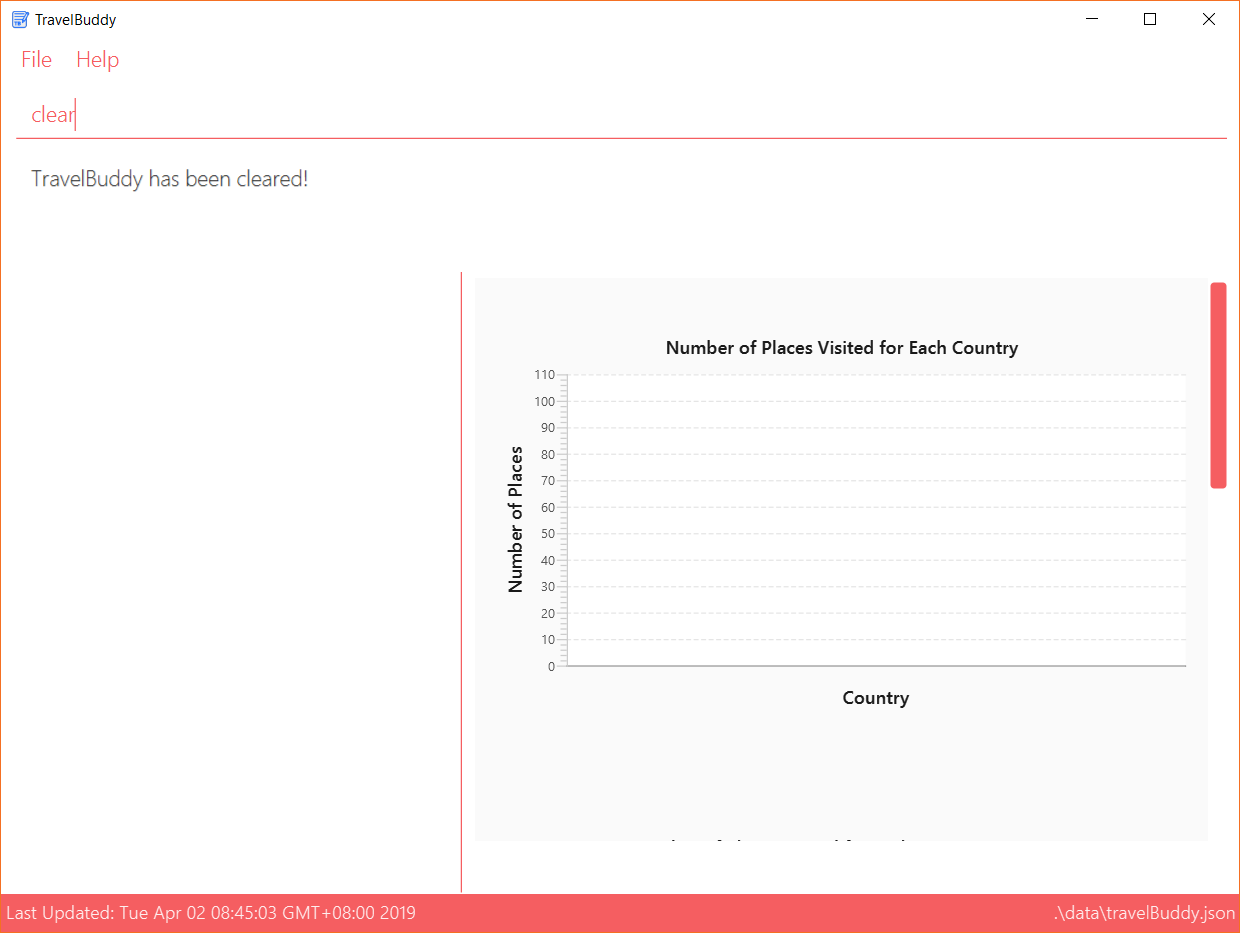 TravelBuddy
File Help
clear
TravelBuddy has been cleared!
Number of Places Visited for Each Country
110
100
90
80
70
60
50
40
30
20
10
0
Number of Places
Country
Last Updated: Tue Apr 02 08:45:03 GMT+08:00 2019
.\data\travelBuddy.json